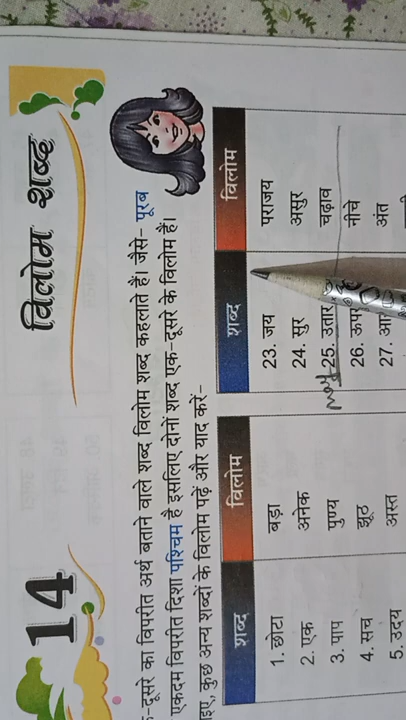 14
विलोम शब्द
-दूसरे का विपरीत अर्थ बताने वाले शब्द विलोम शब्द कहलाते हैं। जैसे- पूरब
एकदम विपरीत दिशा पश्चिम है इसलिए दोनों शब्द एक-दूसरे के विलोम हैं।
कुछ अन्य शब्दों के विलोम पढ़ें और याद करें-
शब्द विलोम
1. छोटा बड़ा
2. एक अनेक
3. पाप पुण्य
4. सच झूठ
5. उदय अस्त
शब्द विलोम
23. जय पराजय
24. सुर असुर
25. उतार चढ़ाव
26. ऊपर नीचे
27. अंत